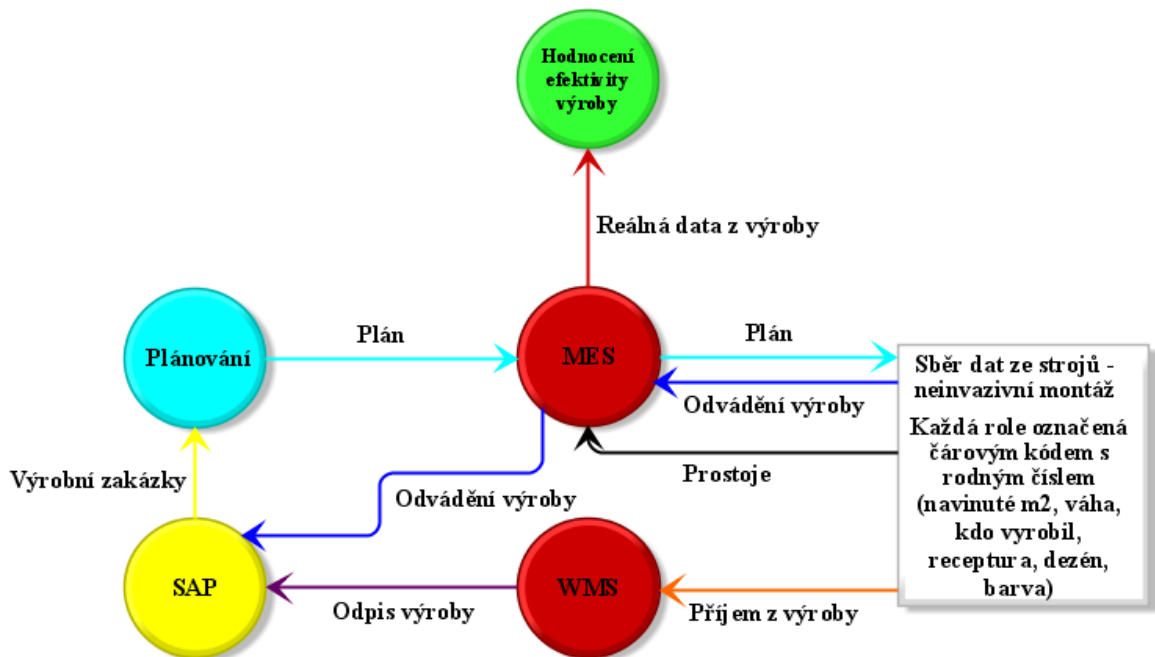 Hodnocení
efektivity
výroby
Reálná data z výroby
Plánování
Plán
MES
Plán
Sběr dat ze strojů -
neinvazivní montáž
Odvádění výroby
Každá role označená
čárovým kódem s
rodným číslem
(navinuté m2, váha,
kdo vyrobil,
receptura, dezén,
barva)
Prostoje
Výrobní zakázky
Odvádění výroby
SAP
Odpis výroby
WMS
Příjem z výroby